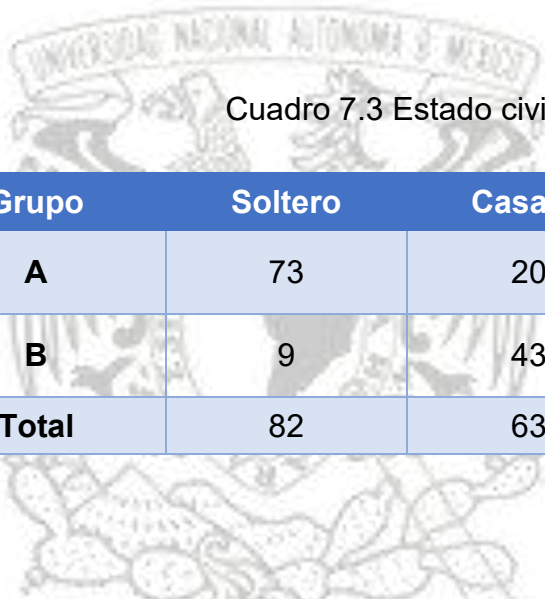 UNIVERSIDAD NACIONAL AUTONOMA DE MEXICO
Cuadro 7.3 Estado civi
Grupo Soltero Casa
A 73 20
B 9 43
Total 82 63